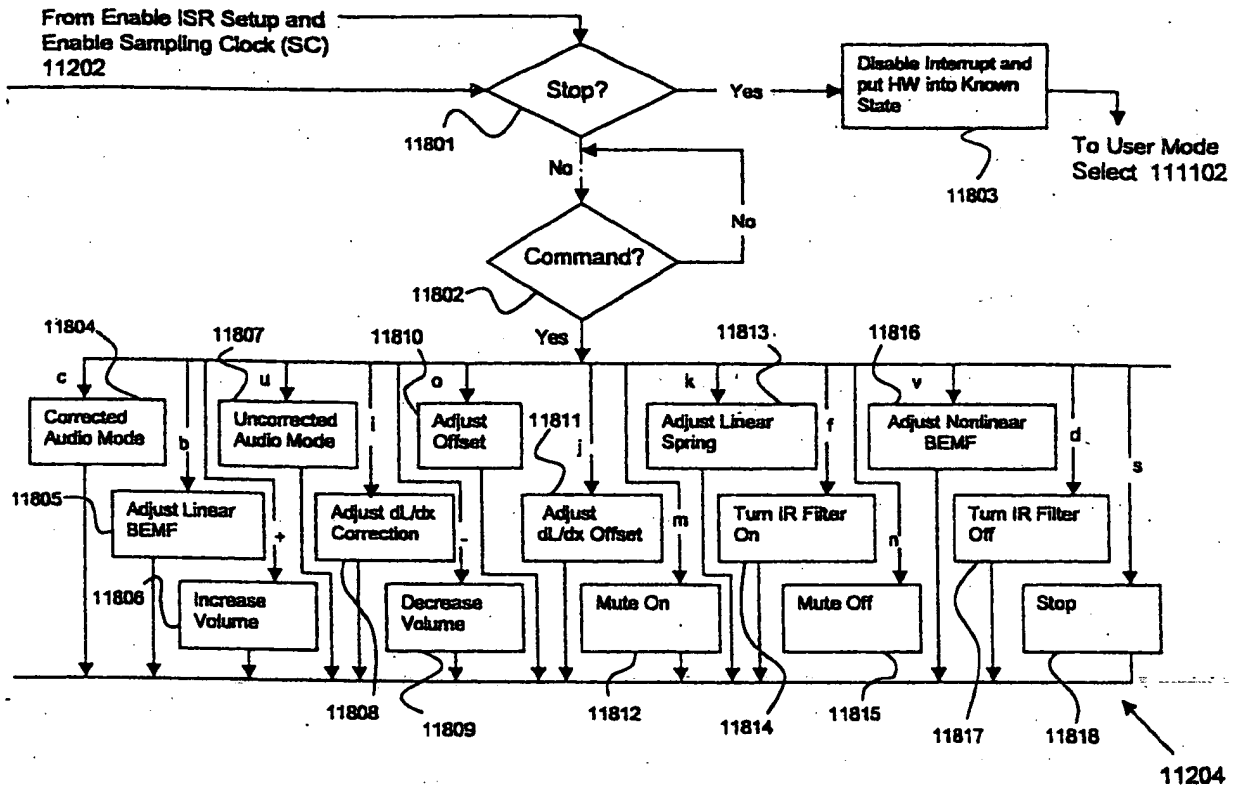 From Enable ISR Setup and
Enable Sampling Clock (SC)
11202
Stop?
Yes
Disable Interrupt and
put HW into Known
State
11801
To User Mode
Select 111102
11803
No
No
Command?
11802
Yes
11804
11807
11810
11813
11816
c
u
o
k
v
Corrected
Audio Mode
Uncorrected
Audio Mode
Adjust
Offset
Adjust Linear
Spring
Adjust Nonlinear
BEMF
b
i
11811
j
f
d
s
11805
Adjust Linear
BEMF
+
Adjust dL/dx
Correction
-
Adjust
dL/dx Offset
m
Turn IR Filter
On
n
Turn IR Filter
Off
11806
Increase
Volume
Decrease
Volume
Mute On
Mute Off
Stop
11808
11809
11812
11814
11815
11817
11818
11204